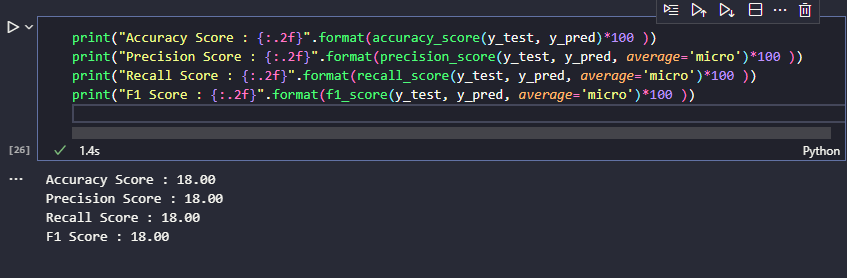 print("Accuracy Score : {:.2f}".format(accuracy_score(y_test, y_pred)*100 ))
print("Precision Score : {:.2f}".format(precision_score(y_test, y_pred, average='micro')*100 ))
print("Recall Score : {:.2f}".format(recall_score(y_test, y_pred, average='micro')*100 ))
print("F1 Score : {:.2f}".format(f1_score(y_test, y_pred, average='micro')*100 ))
[26] 1.4s Python
Accuracy Score : 18.00
Precision Score : 18.00
Recall Score : 18.00
F1 Score : 18.00